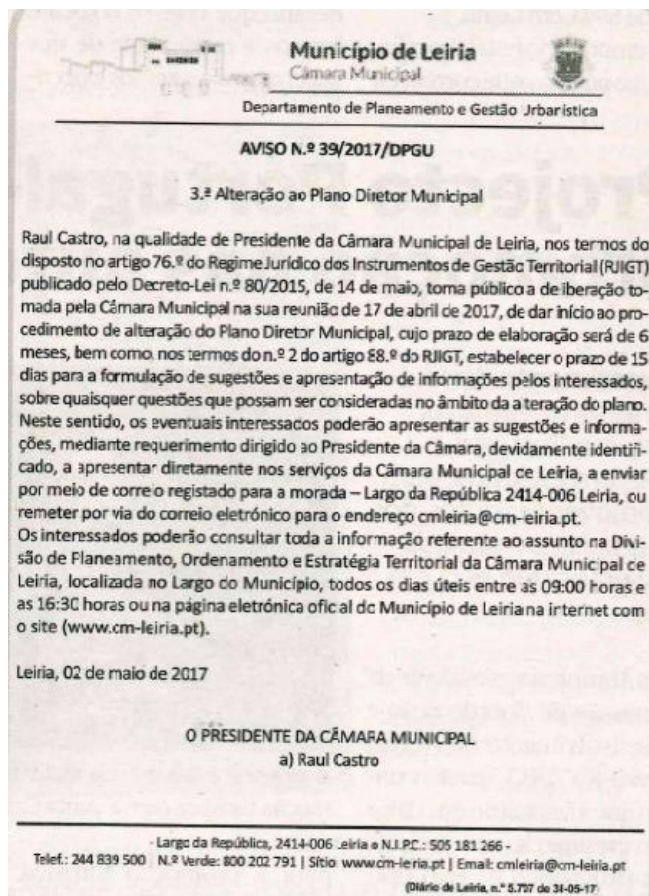 Município de Leiria
Câmara Municipal
Departamento de Planeamento e Gestão Urbanística
AVISO N.º 39/2017/DPGU
3.ª Alteração ao Plano Diretor Municipal
Raul Castro, na qualidade de Presidente da Câmara Municipal de Leiria, nos termos do
disposto no artigo 76.º do Regime Jurídico dos Instrumentos de Gestão Territorial (RJIGT)
publicado pelo Decreto-Lei n.º 80/2015, de 14 de maio, torna público a deliberação to-
mada pela Câmara Municipal na sua reunião de 17 de abril de 2017, de dar início ao pro-
cedimento de alteração do Plano Diretor Municipal, cujo prazo de elaboração será de 6
meses, bem como, nos termos do n.º 2 do artigo 88.º do RJIGT, estabelecer o prazo de 15
dias para a formulação de sugestões e apresentação de informações pelos interessados,
sobre quaisquer questões que possam ser consideradas no âmbito da alteração do plano.
Neste sentido, os eventuais interessados poderão apresentar as sugestões e informa-
ções, mediante requerimento dirigido ao Presidente da Câmara, devidamente identifi-
cado, a apresentar diretamente nos serviços da Câmara Municipal de Leiria, a enviar
por meio de correio registado para a morada – Largo da República 2414-006 Leiria, ou
remeter por via do correio eletrónico para o endereço cmleiria@cm-leiria.pt.
Os interessados poderão consultar toda a informação referente ao assunto na Divi-
são de Planeamento, Ordenamento e Estratégia Territorial da Câmara Municipal de
Leiria, localizada no Largo do Município, todos os dias úteis entre as 09:00 horas e
as 16:30 horas ou na página eletrónica oficial do Município de Leiria na internet com
o site (www.cm-leiria.pt).
Leiria, 02 de maio de 2017
O PRESIDENTE DA CÂMARA MUNICIPAL
a) Raul Castro
- Largo da República, 2414-006 Leiria • N.I.P.C.: 505 181 266 -
Telef.: 244 839 500 N.º Verde: 800 202 791 | Sítio: www.cm-leiria.pt | Email: cmleiria@cm-leiria.pt
(Diário de Leiria, n.º 5.797 de 31-05-17)